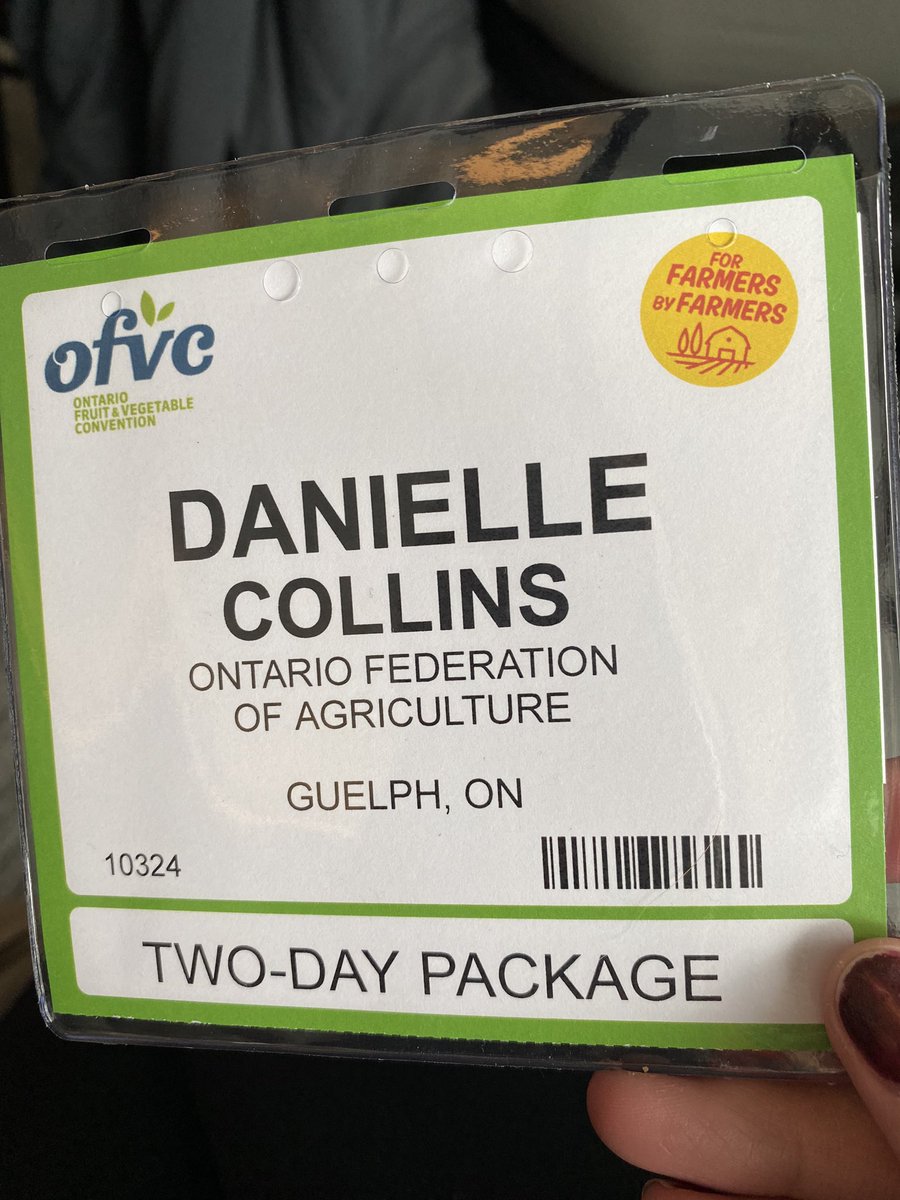 ofvc
ONTARIO
FRUIT & VEGETABLE
CONVENTION
FOR
FARMERS
BY FARMERS
DANIELLE
COLLINS
ONTARIO FEDERATION
OF AGRICULTURE
GUELPH, ON
10324
TWO-DAY PACKAGE